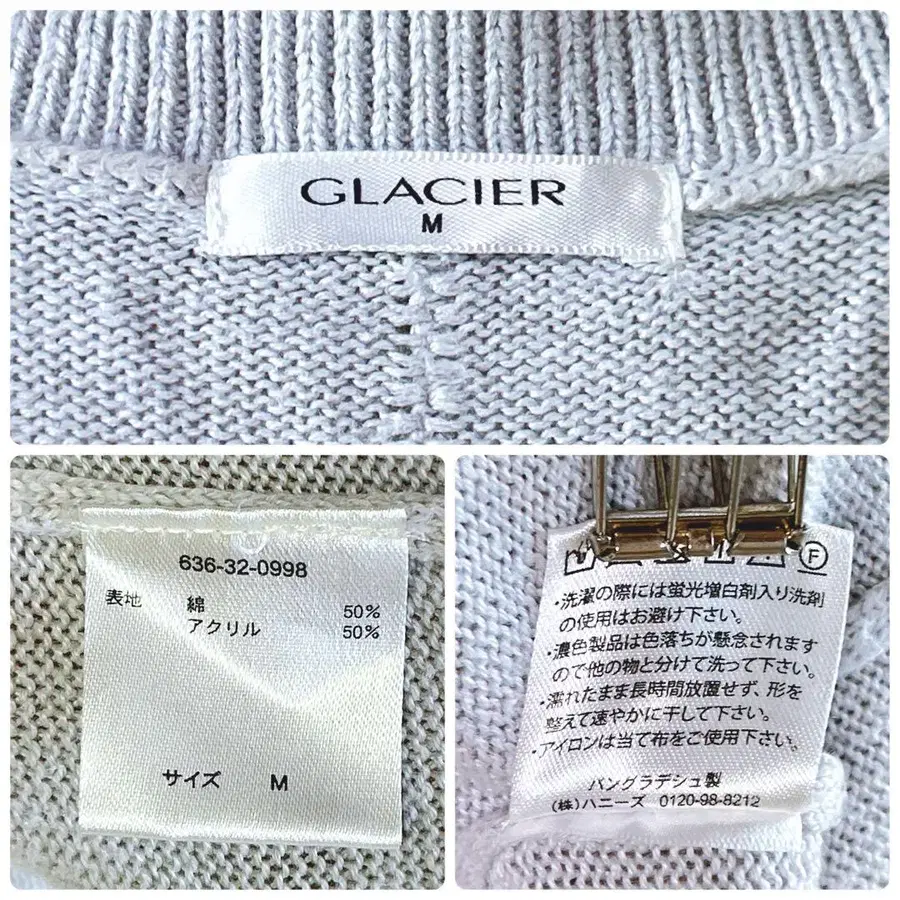 GLACIER
M
636-32-0998
表地 綿 50%
アクリル 50%
サイズ M
F
・洗濯の際には蛍光増白剤入り洗剤
の使用はお避け下さい。
・濃色製品は色落ちが懸念されます
ので他の物と分けて洗って下さい。
・濡れたまま長時間放置せず、形を
整えて速やかに干して下さい。
・アイロンは当て布をご使用下さい。
バングラデシュ製
(株)ハニーズ 0120-98-8212